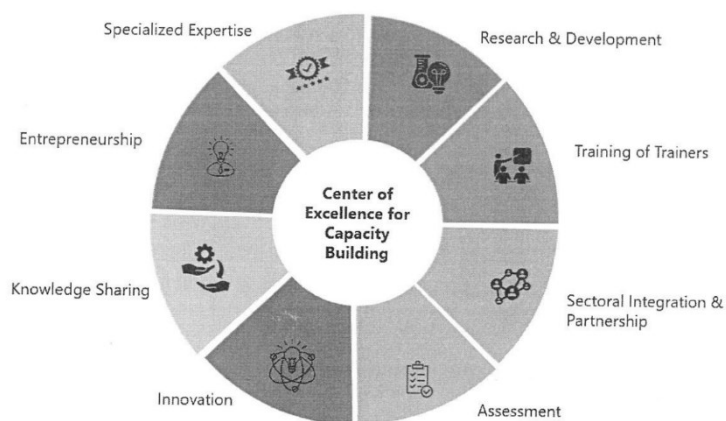 Specialized Expertise
Research & Development
Entrepreneurship
Training of Trainers
Center of
Excellence for
Capacity
Building
Knowledge Sharing
Sectoral Integration &
Partnership
Innovation
Assessment